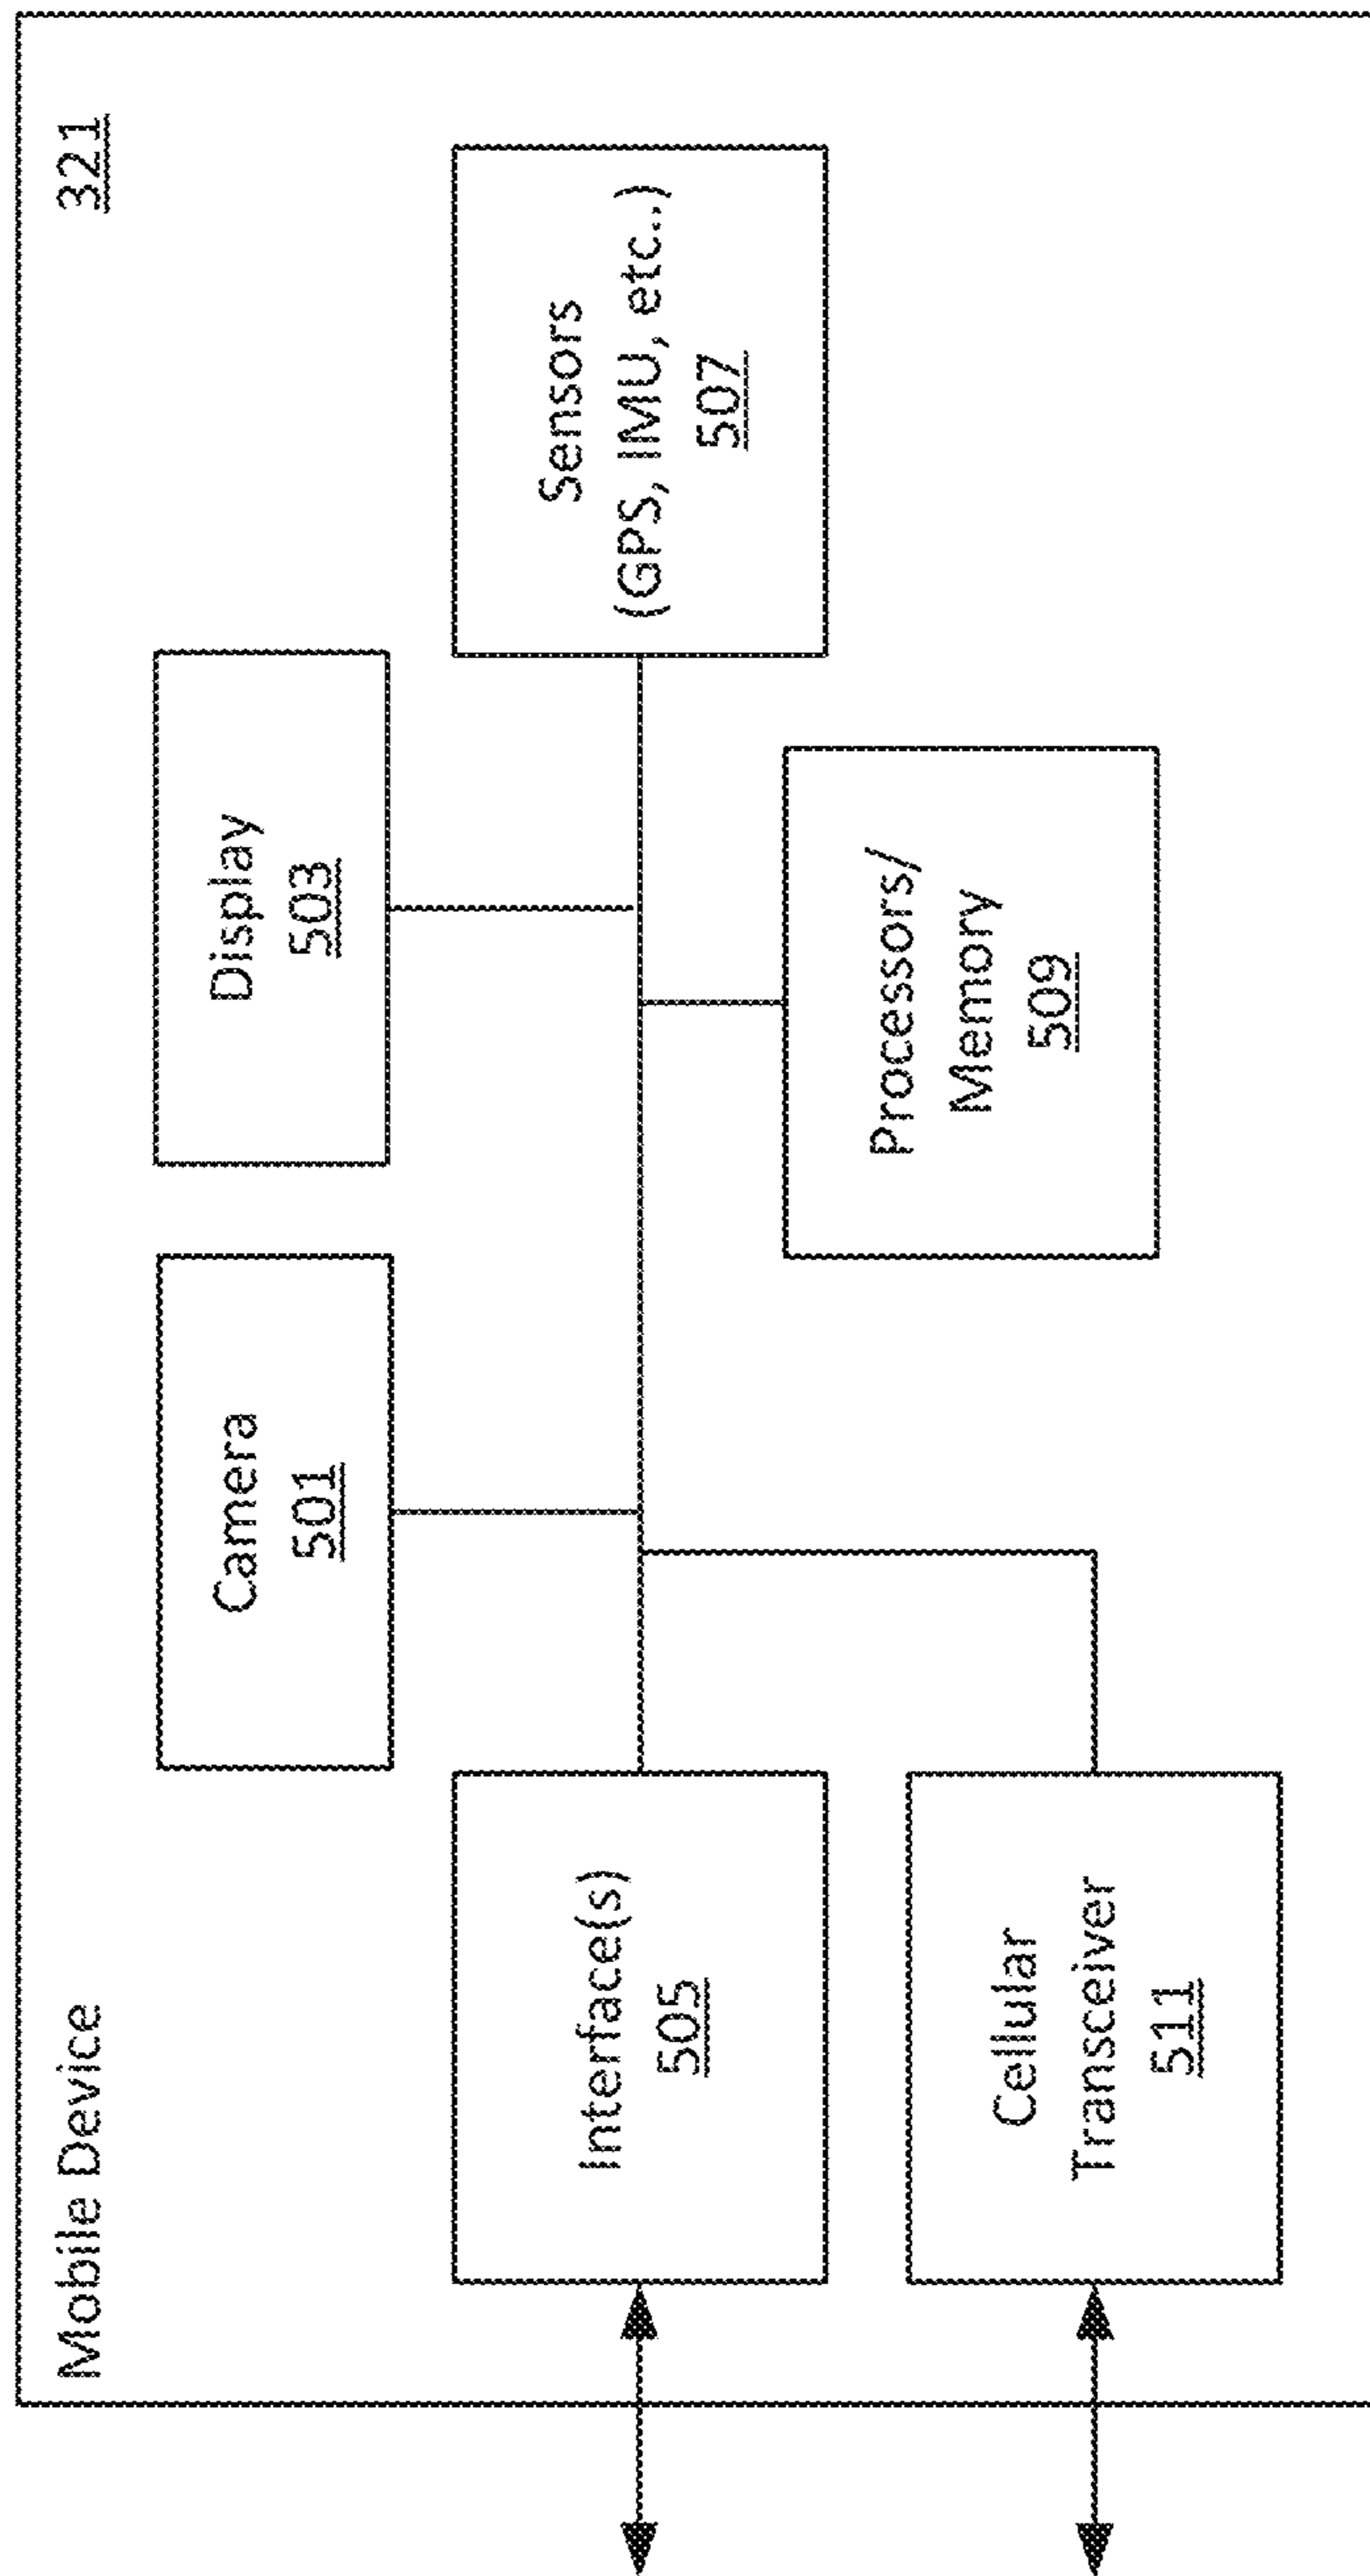 Mobile Device
321
Camera
501
Display
503
Interface(s)
505
Sensors
(GPS, IMU, etc.,)
507
Processors/
Memory
509
Cellular
Transceiver
511